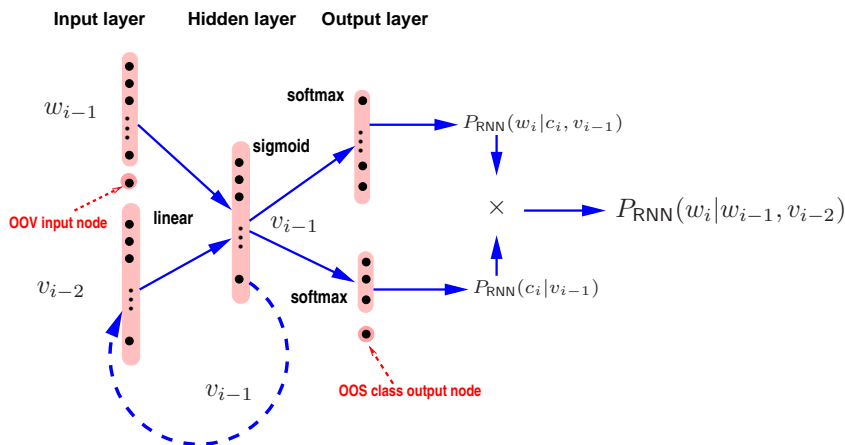 Input layer Hidden layer Output layer
w_{i−1}
softmax
P_RNN(w_i|c_i, v_{i−1})
sigmoid
OOV input node
linear
v_{i−1}
×
P_RNN(w_i|w_{i−1}, v_{i−2})
v_{i−2}
softmax
P_RNN(c_i|v_{i−1})
v_{i−1}
OOS class output node